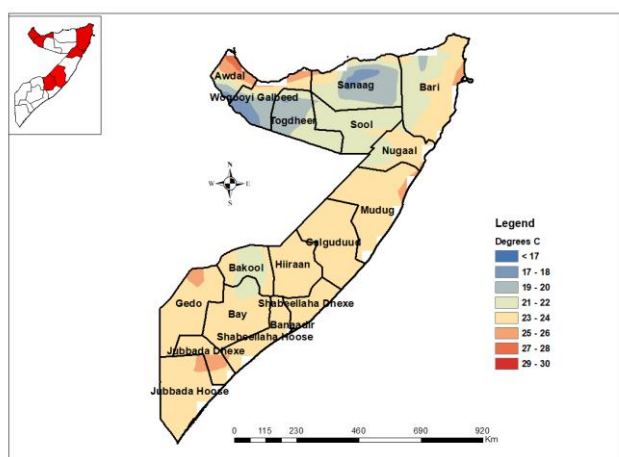 Awdal
Woqooyi Galbeed
Togdheer
Sanaag
Bari
Sool
Nugaal
Mudug
Galguduud
Hiiraan
Bakool
Gedo
Bay
Shabeellaha Dhexe
Banaadir
Shabeellaha Hoose
Jubbada Dhexe
Jubbada Hoose
N
W E
S
Legend
Degrees C
< 17
17 - 18
19 - 20
21 - 22
23 - 24
25 - 26
27 - 28
29 - 30
0 115 230 460 690 920
Km